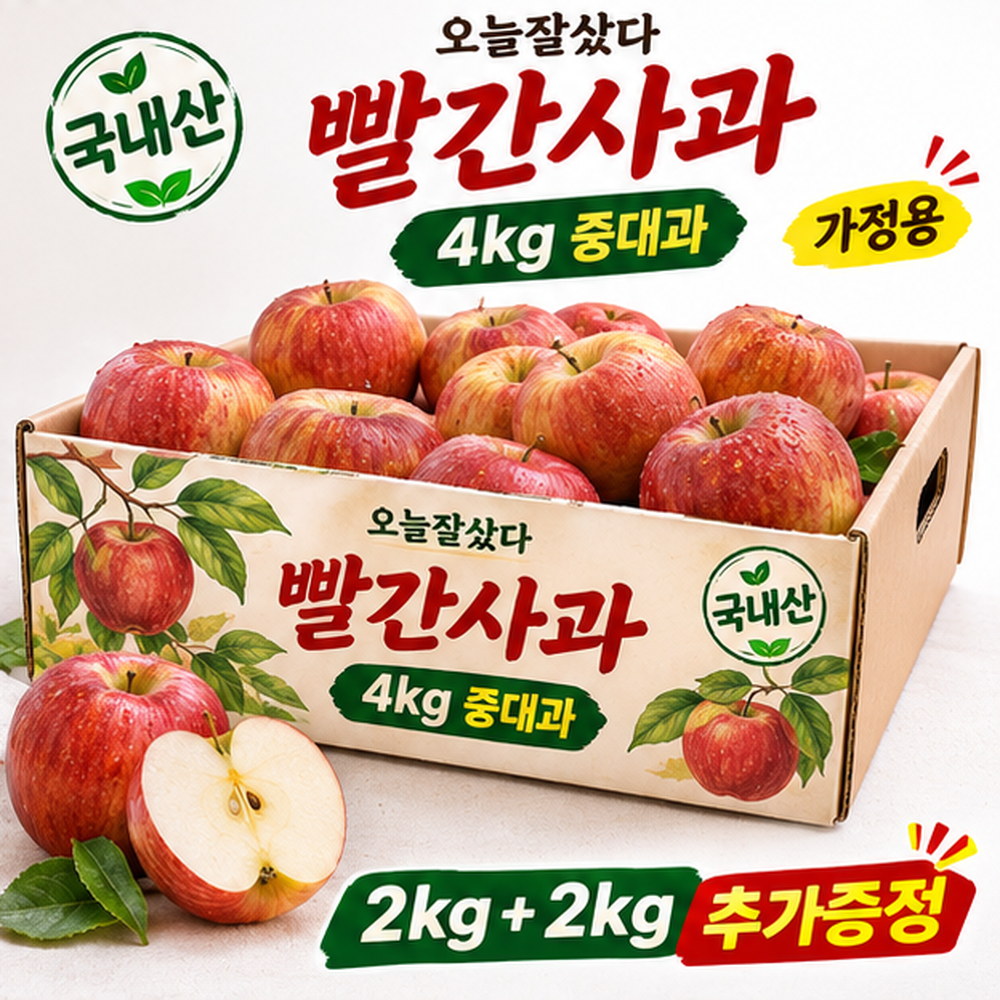 오늘잘샀다
국내산
빨간사과
4kg 중대과
가정용
오늘잘샀다
빨간사과
국내산
4kg 중대과
2kg + 2kg 추가증정